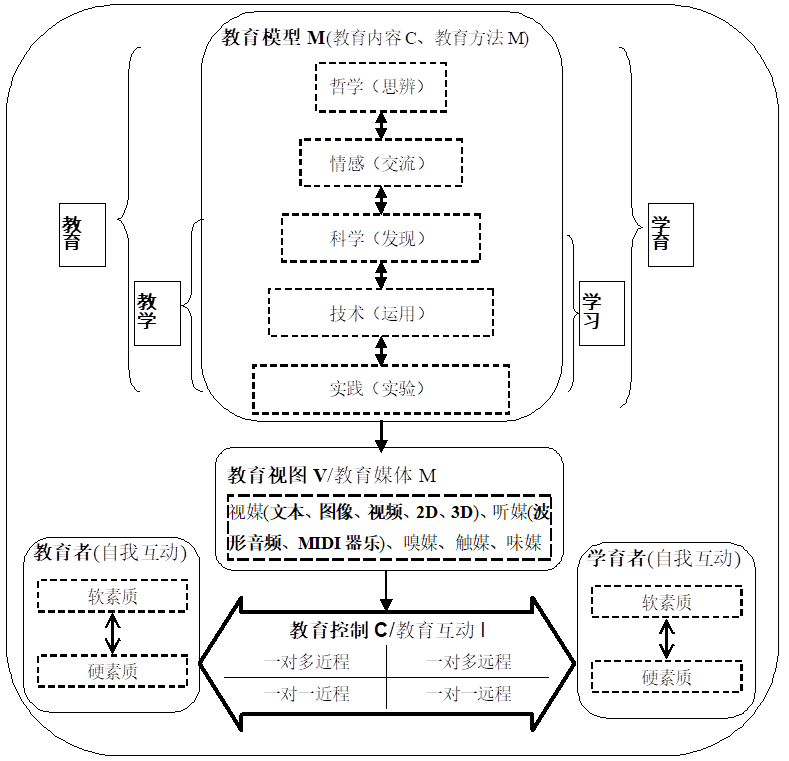 教育模型 M(教育内容 C、教育方法 M)
哲学（思辨）
情感（交流）
教育
学育
科学（发现）
教学
学习
技术（运用）
实践（实验）
教育视图 V/教育媒体 M
视媒(文本、图像、视频、2D、3D)、听媒(波
形音频、MIDI 器乐)、嗅媒、触媒、味媒
教育者(自我互动)
软素质
硬素质
教育控制 C/教育互动 I
一对多近程
一对多远程
一对一近程
一对一远程
学育者(自我互动)
软素质
硬素质